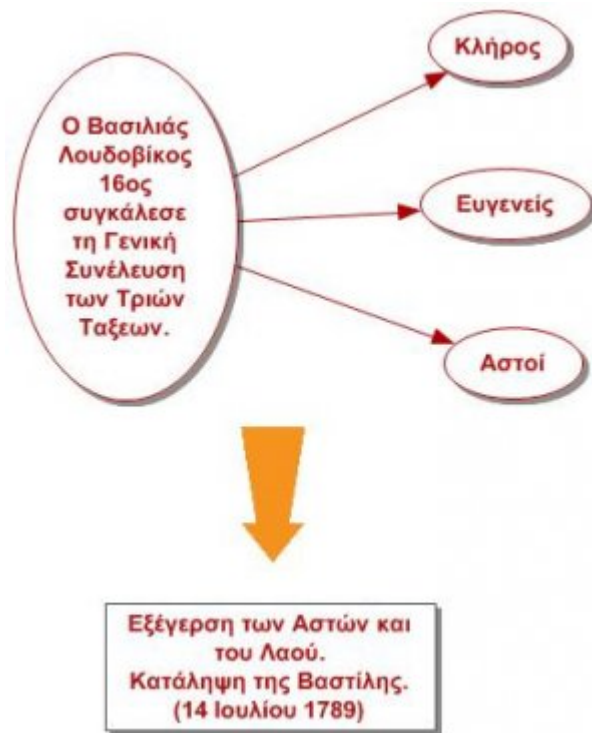 Ο Βασιλιάς
Λουδοβίκος
16ος
συγκάλεσε
τη Γενική
Συνέλευση
των Τριών
Ταξεων.
Κλήρος
Ευγενείς
Αστοί
Εξέγερση των Αστών και
του Λαού.
Κατάληψη της Βαστίλης.
(14 Ιουλίου 1789)